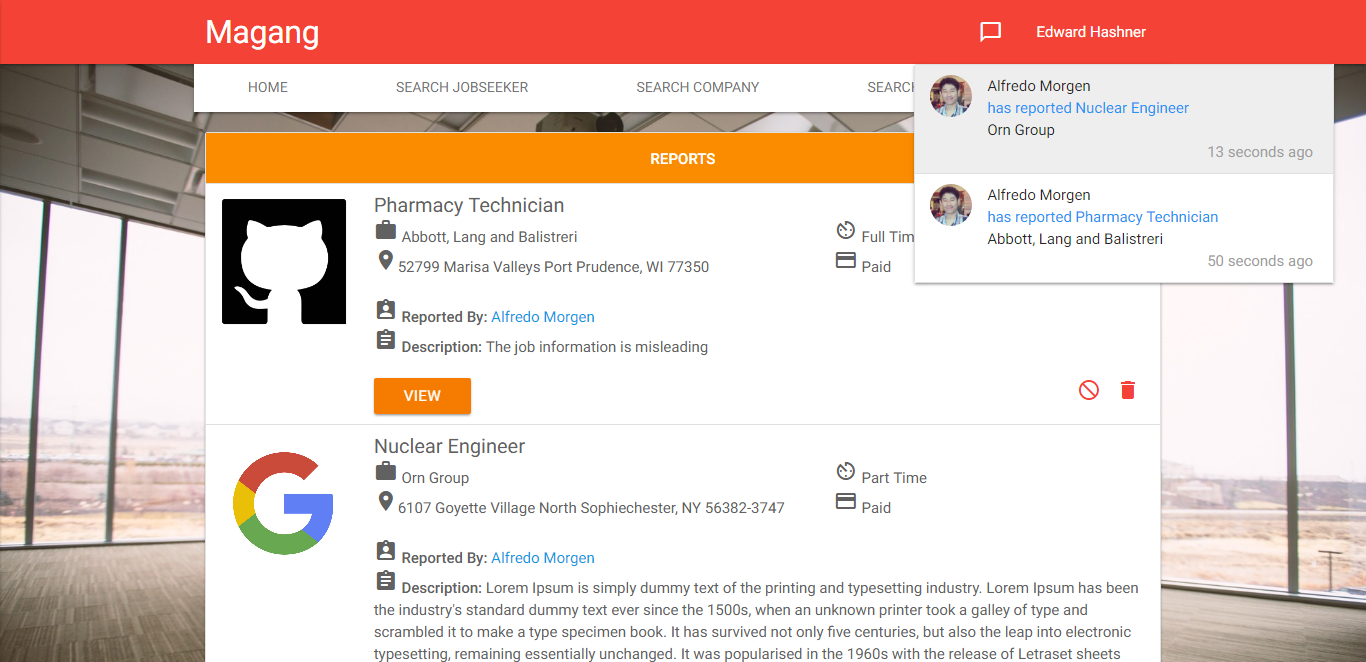 Magang
Edward Hashner
HOME SEARCH JOBSEEKER SEARCH COMPANY
Alfredo Morgen
has reported Nuclear Engineer
Orn Group
13 seconds ago
Alfredo Morgen
has reported Pharmacy Technician
Abbott, Lang and Balistreri
50 seconds ago
REPORTS
Pharmacy Technician
Abbott, Lang and Balistreri
Full Tim
52799 Marisa Valleys Port Prudence, WI 77350
Paid
Reported By: Alfredo Morgen
Description: The job information is misleading
VIEW
Nuclear Engineer
Orn Group
Part Time
6107 Goyette Village North Sophiechester, NY 56382-3747
Paid
Reported By: Alfredo Morgen
Description: Lorem Ipsum is simply dummy text of the printing and typesetting industry. Lorem Ipsum has been
the industry's standard dummy text ever since the 1500s, when an unknown printer took a galley of type and
scrambled it to make a type specimen book. It has survived not only five centuries, but also the leap into electronic
typesetting, remaining essentially unchanged. It was popularised in the 1960s with the release of Letraset sheets